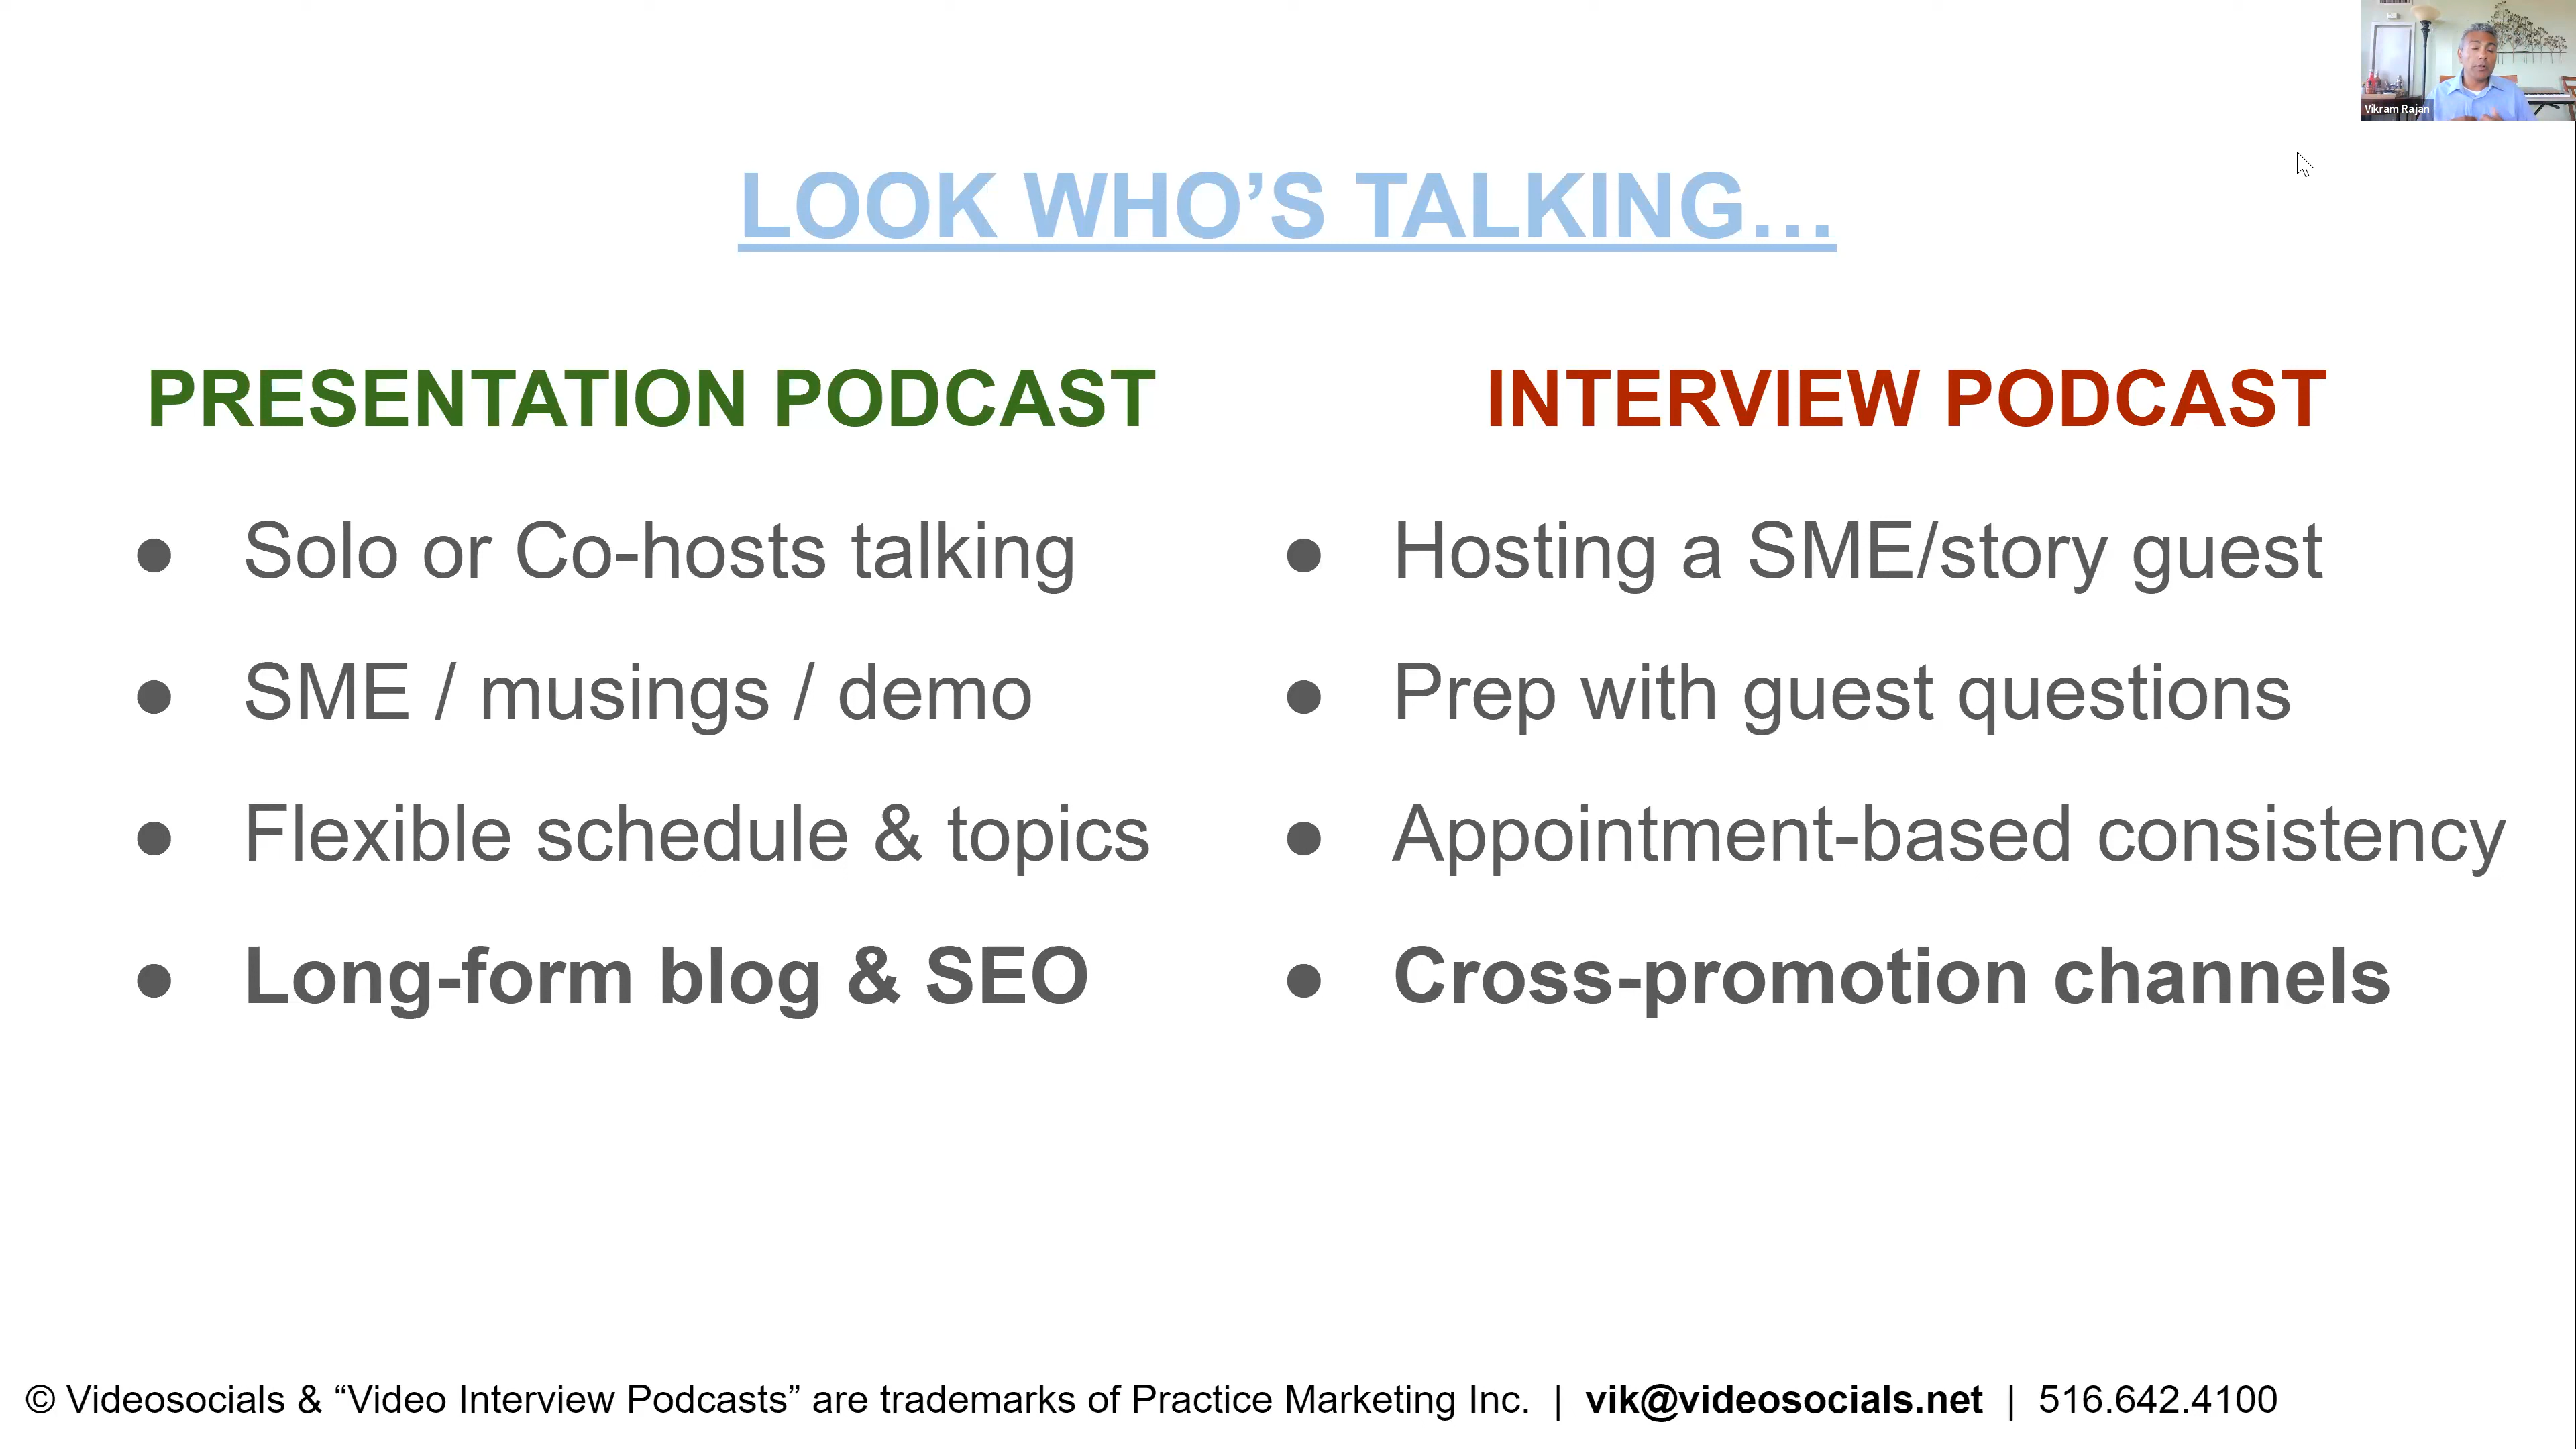 Vikram Rajan
LOOK WHO’S TALKING...
PRESENTATION PODCAST
● Solo or Co-hosts talking
● SME / musings / demo
● Flexible schedule & topics
● Long-form blog & SEO
INTERVIEW PODCAST
● Hosting a SME/story guest
● Prep with guest questions
● Appointment-based consistency
● Cross-promotion channels
© Videosocials & “Video Interview Podcasts” are trademarks of Practice Marketing Inc. | vik@videosocials.net | 516.642.4100